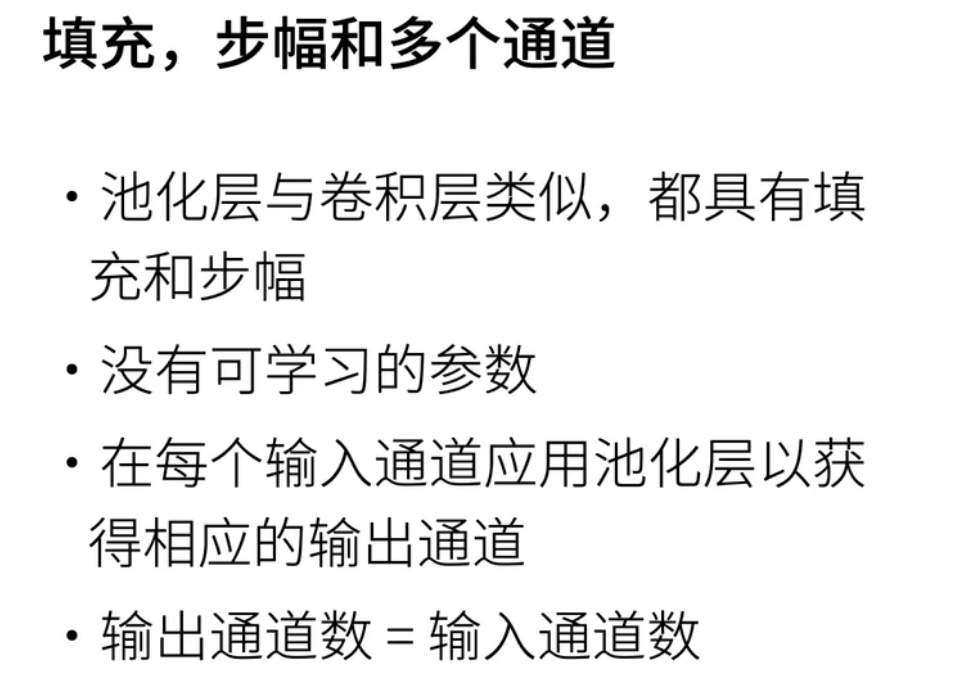 填充，步幅和多个通道
• 池化层与卷积层类似，都具有填
充和步幅
• 没有可学习的参数
• 在每个输入通道应用池化层以获
得相应的输出通道
• 输出通道数 = 输入通道数